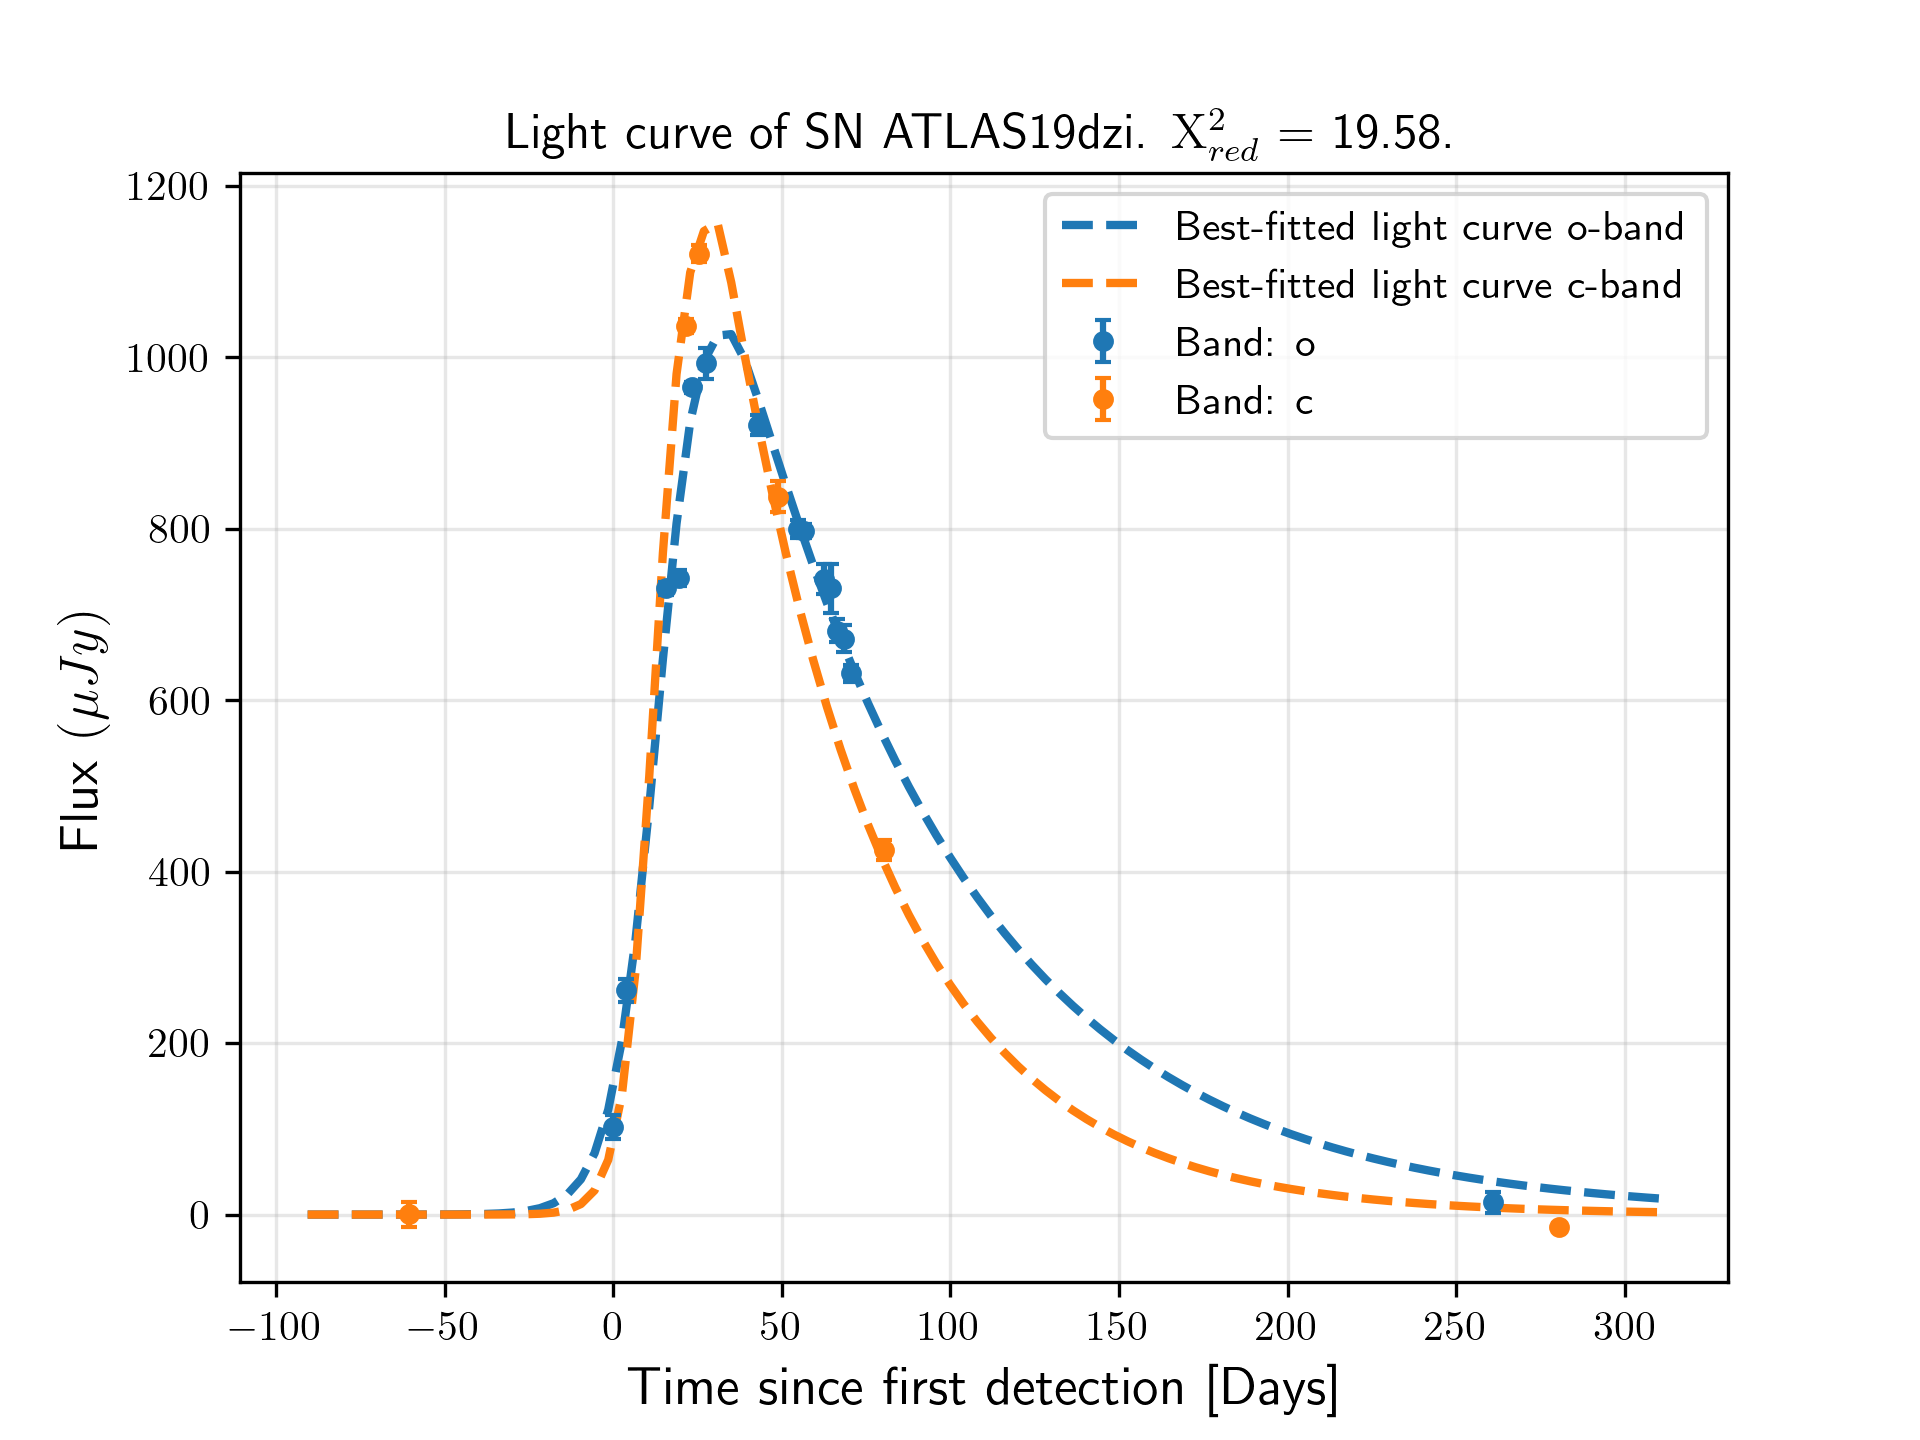 Light curve of SN ATLAS19dzi. X²_red = 19.58.
Best-fitted light curve o-band
Best-fitted light curve c-band
Band: o
Band: c
Flux (μJy)
1200
1000
800
600
400
200
0
−100 −50 0 50 100 150 200 250 300
Time since first detection [Days]